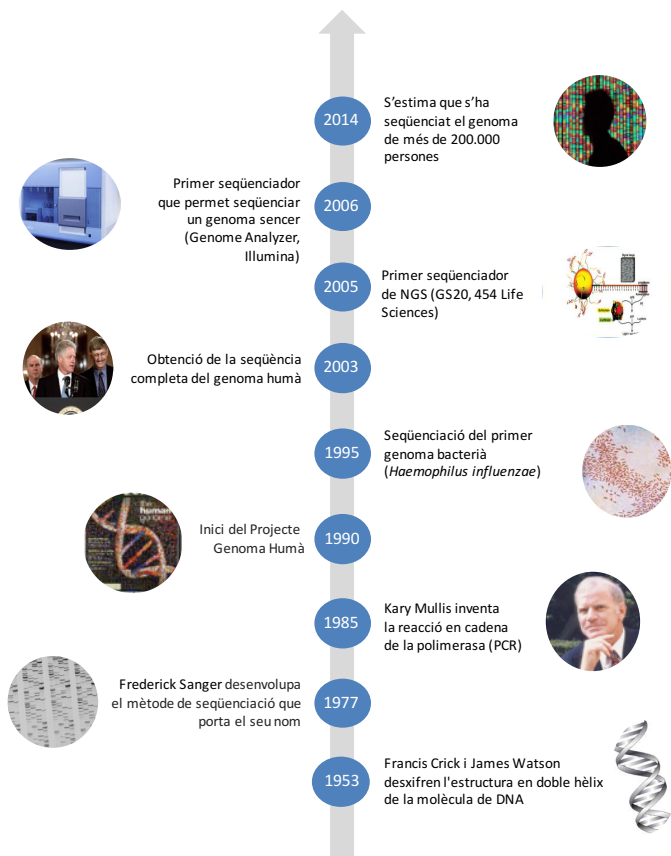 2014
S’estima que s’ha
seqüenciat el genoma
de més de 200.000
persones
Primer seqüenciador
que permet seqüenciar
un genoma sencer
(Genome Analyzer,
Illumina)
2006
2005
Primer seqüenciador
de NGS (GS20, 454 Life
Sciences)
Obtenció de la seqüència
completa del genoma humà
2003
1995
Seqüenciació del primer
genoma bacterià
(Haemophilus influenzae)
human
Inici del Projecte
Genoma Humà
1990
1985
Kary Mullis inventa
la reacció en cadena
de la polimerasa (PCR)
Frederick Sanger desenvolupa
el mètode de seqüenciació que
porta el seu nom
1977
1953
Francis Crick i James Watson
desxifren l'estructura en doble hèlix
de la molècula de DNA